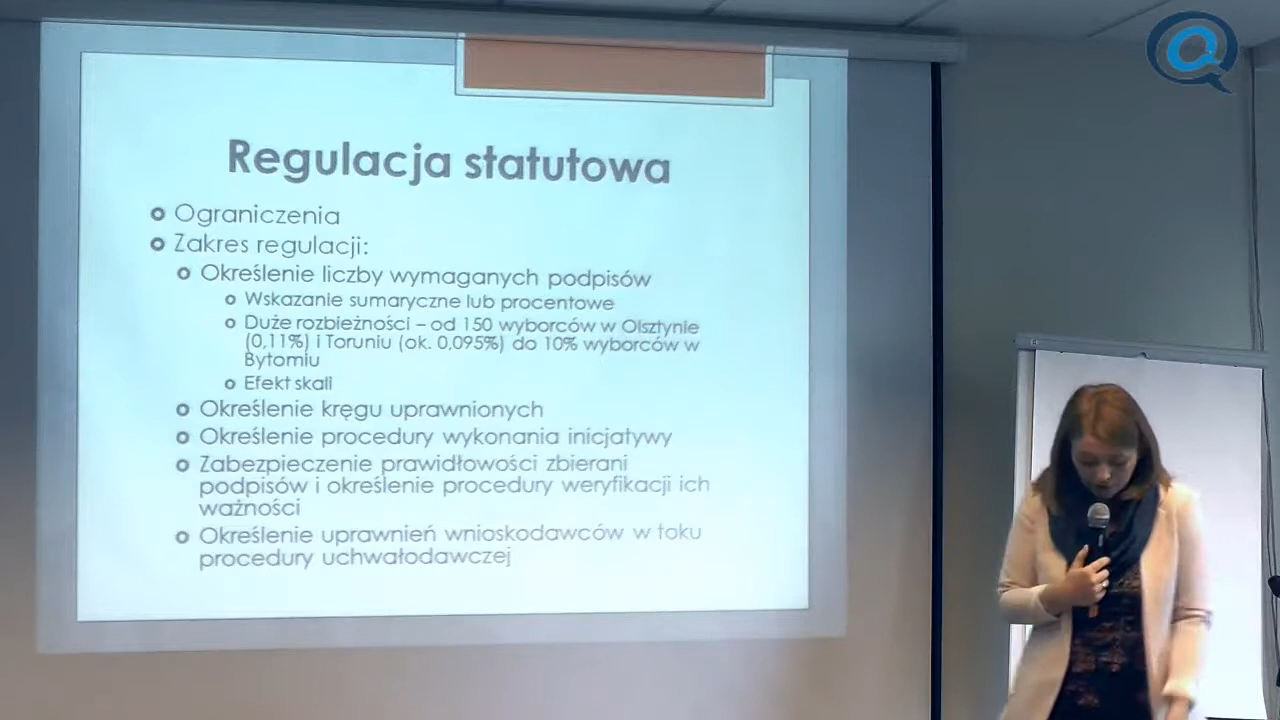 Regulacja statutowa
Ograniczenia
Zakres regulacji:
Określenie liczby wymaganych podpisów
Wskazanie sumaryczne lub procentowe
Duże rozbieżności – od 150 wyborców w Olsztynie
(0,11%) i Toruniu (ok. 0,095%) do 10% wyborców w
Bytomiu
Efekt skali
Określenie kręgu uprawnionych
Określenie procedury wykonania inicjatywy
Zabezpieczenie prawidłowości zbierani
podpisów i określenie procedury weryfikacji ich
ważności
Określenie uprawnień wnioskodawców w toku
procedury uchwałodawczej